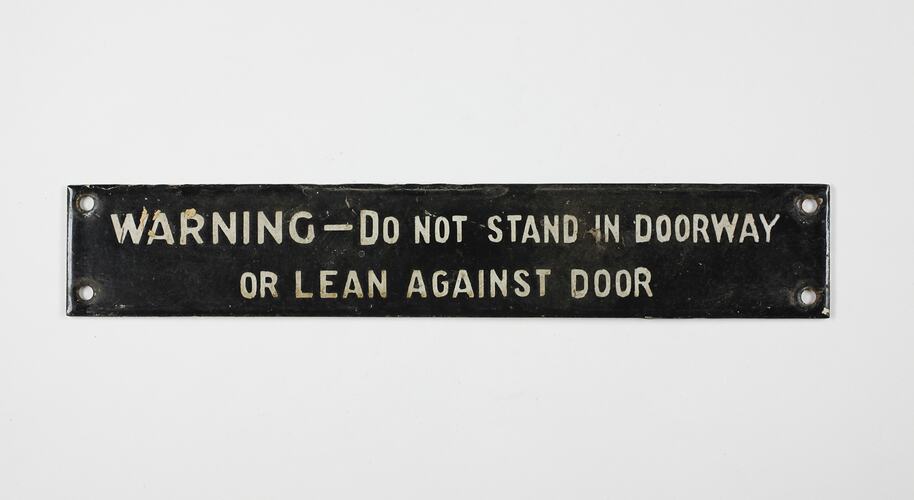 WARNING – DO NOT STAND IN DOORWAY
OR LEAN AGAINST DOOR